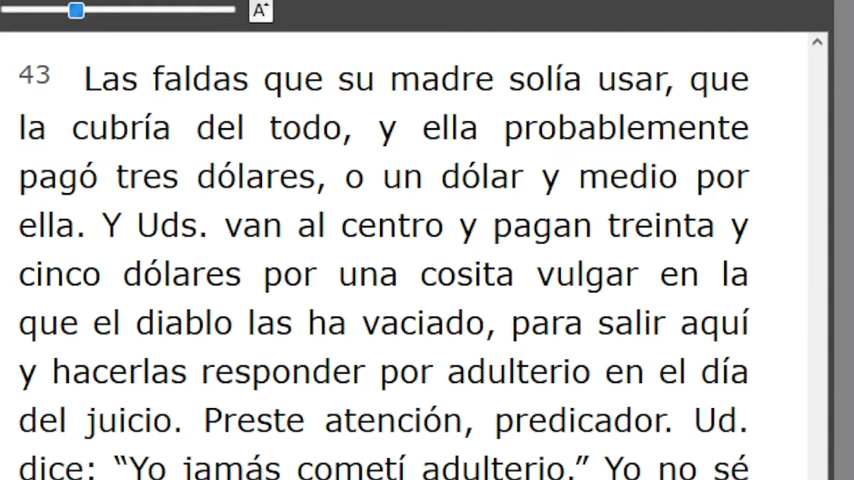 A
43 Las faldas que su madre solía usar, que
la cubría del todo, y ella probablemente
pagó tres dólares, o un dólar y medio por
ella. Y Uds. van al centro y pagan treinta y
cinco dólares por una cosita vulgar en la
que el diablo las ha vaciado, para salir aquí
y hacerlas responder por adulterio en el día
del juicio. Preste atención, predicador. Ud.
dice: “Yo jamás cometí adulterio.” Yo no sé